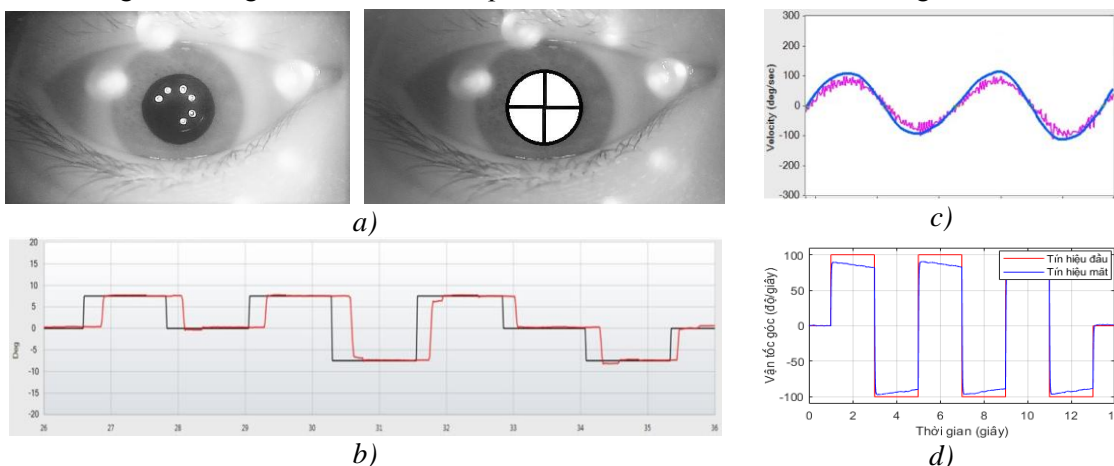 300
200
100
0
-100
-200
-300
Velocity (deg/sec)
a)
c)
20
15
10
5
0
-5
-10
-15
-20
Deg
26 27 28 29 30 31 32 33 34 35 36
b)
Tín hiệu đầu
Tín hiệu mắt
100
50
0
-50
-100
Vận tốc góc (độ/giây)
0 2 4 6 8 10 12
Thời gian (giây)
d)